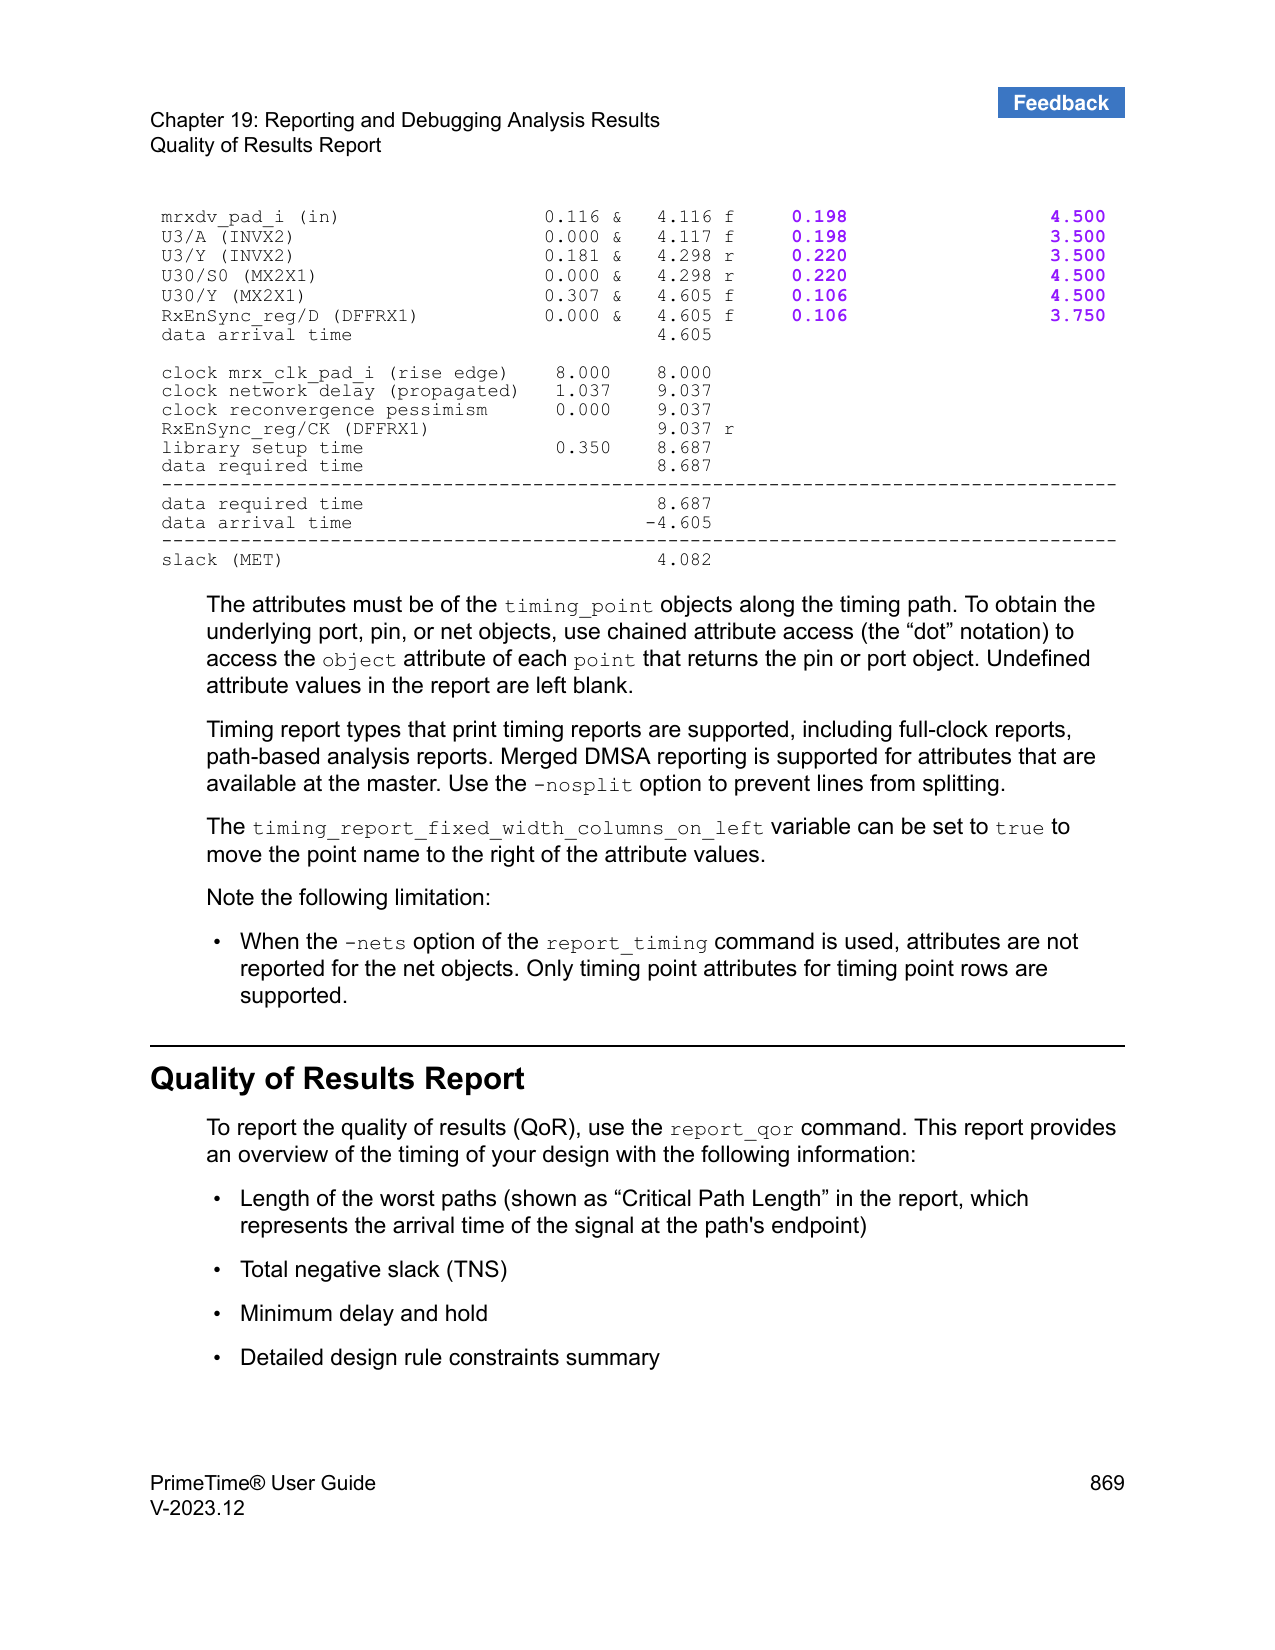 Feedback
Chapter 19: Reporting and Debugging Analysis Results
Quality of Results Report
mrxdv_pad_i (in) 0.116 & 4.116 f 0.198 4.500
U3/A (INVX2) 0.000 & 4.117 f 0.198 3.500
U3/Y (INVX2) 0.181 & 4.298 r 0.220 3.500
U30/S0 (MX2X1) 0.000 & 4.298 r 0.220 4.500
U30/Y (MX2X1) 0.307 & 4.605 f 0.106 4.500
RxEnSync_reg/D (DFFRX1) 0.000 & 4.605 f 0.106 3.750
data arrival time 4.605
clock mrx_clk_pad_i (rise edge) 8.000 8.000
clock network delay (propagated) 1.037 9.037
clock reconvergence pessimism 0.000 9.037
RxEnSync_reg/CK (DFFRX1) 9.037 r
library setup time 0.350 8.687
data required time 8.687
-------------------------------------------------------------------------------------
data required time 8.687
data arrival time -4.605
-------------------------------------------------------------------------------------
slack (MET) 4.082
The attributes must be of the timing_point objects along the timing path. To obtain the
underlying port, pin, or net objects, use chained attribute access (the “dot” notation) to
access the object attribute of each point that returns the pin or port object. Undefined
attribute values in the report are left blank.
Timing report types that print timing reports are supported, including full-clock reports,
path-based analysis reports. Merged DMSA reporting is supported for attributes that are
available at the master. Use the -nosplit option to prevent lines from splitting.
The timing_report_fixed_width_columns_on_left variable can be set to true to
move the point name to the right of the attribute values.
Note the following limitation:
• When the -nets option of the report_timing command is used, attributes are not
reported for the net objects. Only timing point attributes for timing point rows are
supported.
Quality of Results Report
To report the quality of results (QoR), use the report_qor command. This report provides
an overview of the timing of your design with the following information:
• Length of the worst paths (shown as “Critical Path Length” in the report, which
represents the arrival time of the signal at the path's endpoint)
• Total negative slack (TNS)
• Minimum delay and hold
• Detailed design rule constraints summary
PrimeTime® User Guide 869
V-2023.12